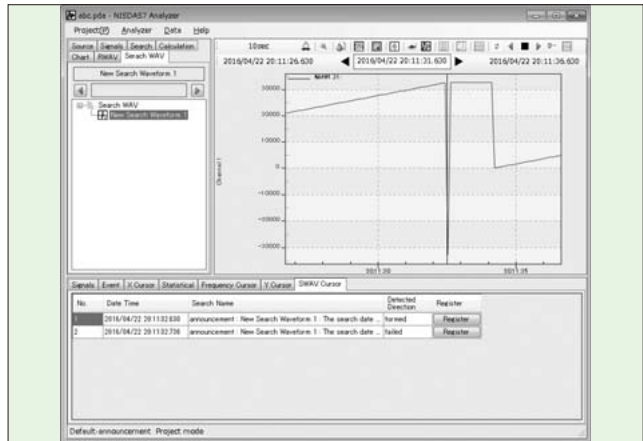 abc.pde - NISDAS7 Analyzer
Project(P) Analyzer Data Help
Source Signals Search Calculation
Chart RWAV Serach WAV
10sec
New Search Waveform 1
2016/04/22 20:11:26.630 2016/04/22 20:11:31.630 2016/04/22 20:11:36.630
Search WAV
New Search Waveform 1
Channel 1
30000
20000
10000
0
-10000
-20000
-30000
Signals Event X Cursor Statistical Frequency Cursor Y Cursor SWAV Cursor
No. Date Time Search Name Detected Direction Register
1 2016/04/22 20:11:32.630 announcement : New Search Waveform 1 : The search date ... formed Register
2 2016/04/22 20:11:32.706 announcement : New Search Waveform 1 : The search date ... failed Register
Default-announcement Project mode